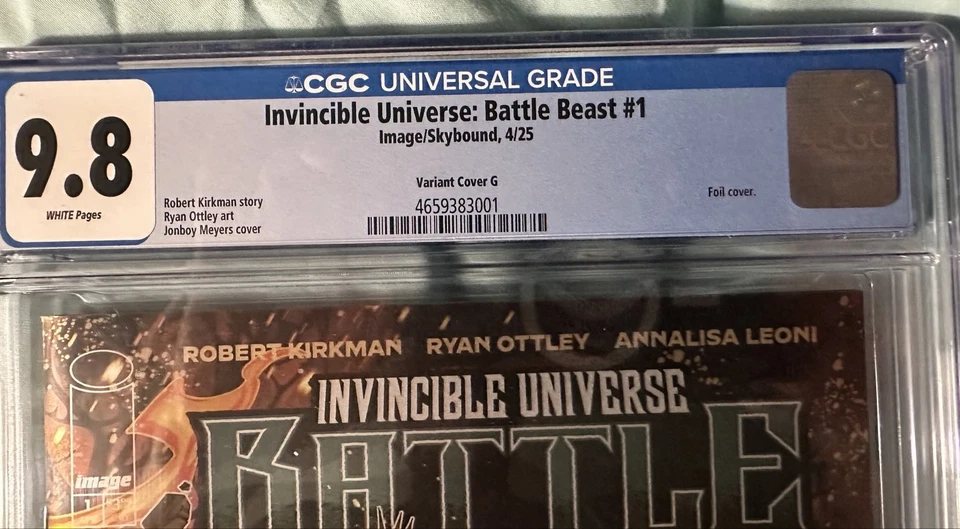 CGC UNIVERSAL GRADE
Invincible Universe: Battle Beast #1
Image/Skybound, 4/25
9.8
WHITE Pages
Variant Cover G
Foil cover.
Robert Kirkman story
Ryan Ottley art
Jonboy Meyers cover
4659383001
CGC
ROBERT KIRKMAN RYAN OTTLEY ANNALISA LEONI
INVINCIBLE UNIVERSE
BATTLE
image
1